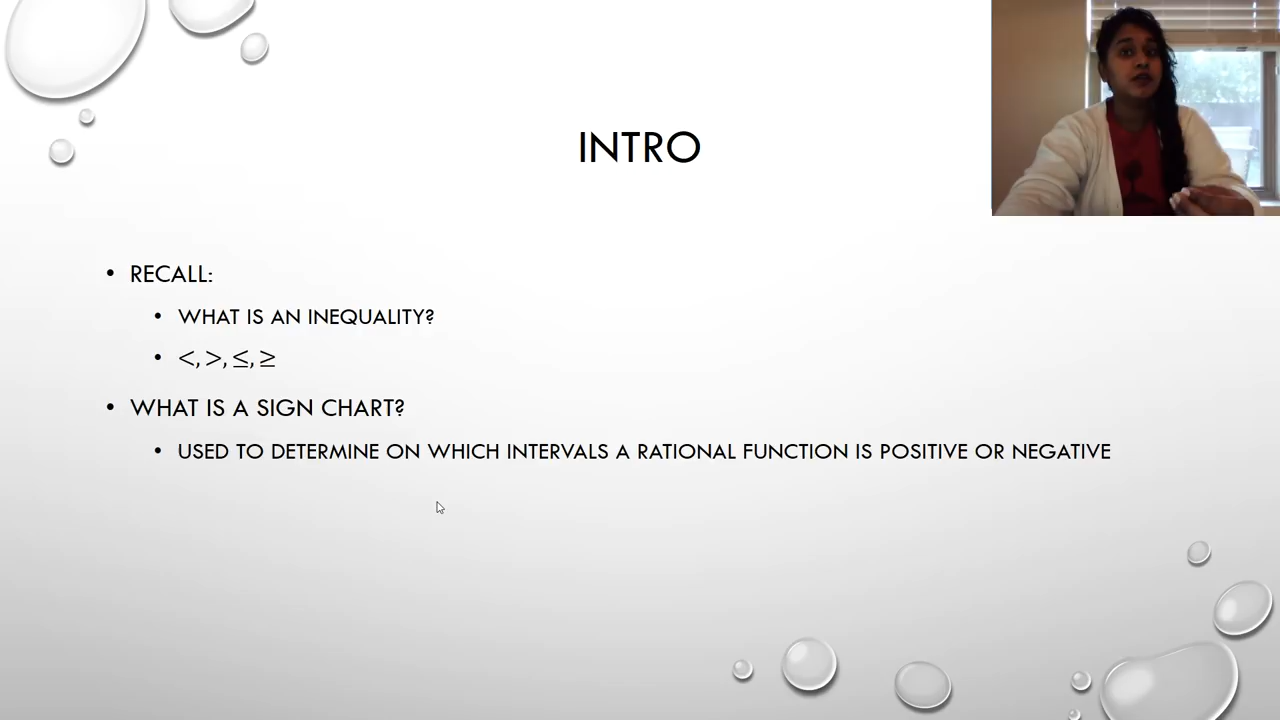 INTRO
• RECALL:
• WHAT IS AN INEQUALITY?
• <, >, ≤, ≥
• WHAT IS A SIGN CHART?
• USED TO DETERMINE ON WHICH INTERVALS A RATIONAL FUNCTION IS POSITIVE OR NEGATIVE